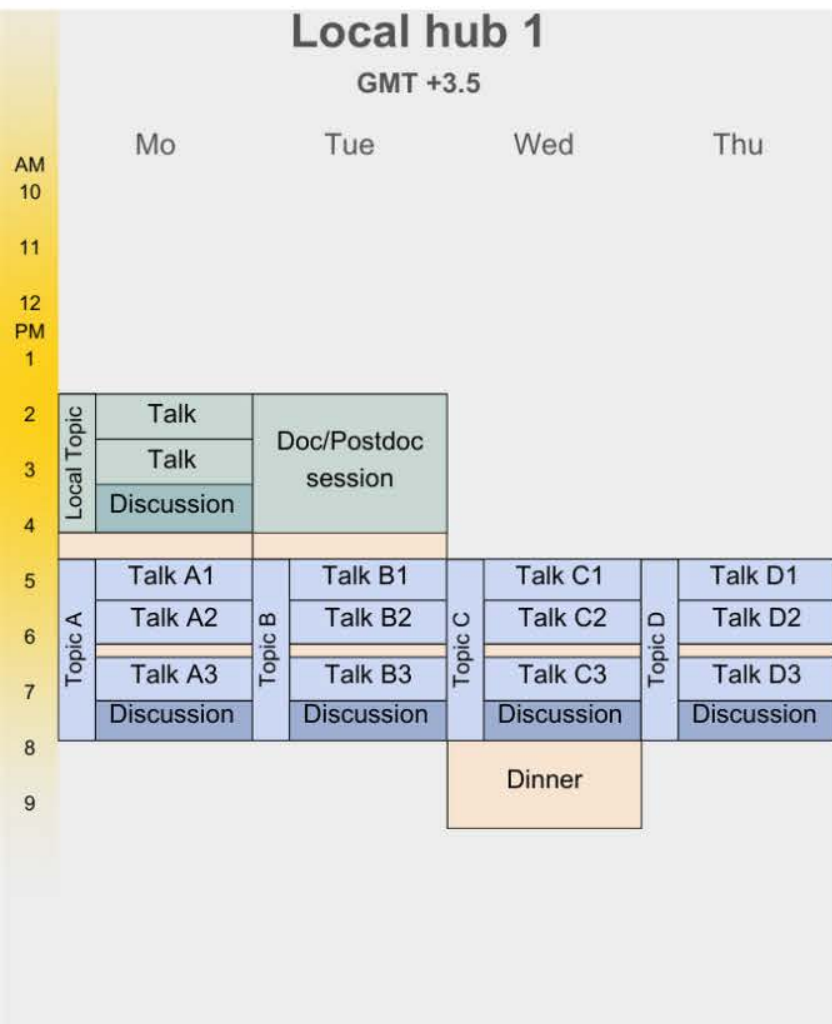 Local hub 1
GMT +3.5
Mo Tue Wed Thu
AM
10
11
12
PM
1
2
3
4
5
6
7
8
9
Local Topic
Talk
Talk
Discussion
Doc/Postdoc
session
Topic A
Talk A1
Talk A2
Talk A3
Discussion
Topic B
Talk B1
Talk B2
Talk B3
Discussion
Topic C
Talk C1
Talk C2
Talk C3
Discussion
Dinner
Topic D
Talk D1
Talk D2
Talk D3
Discussion